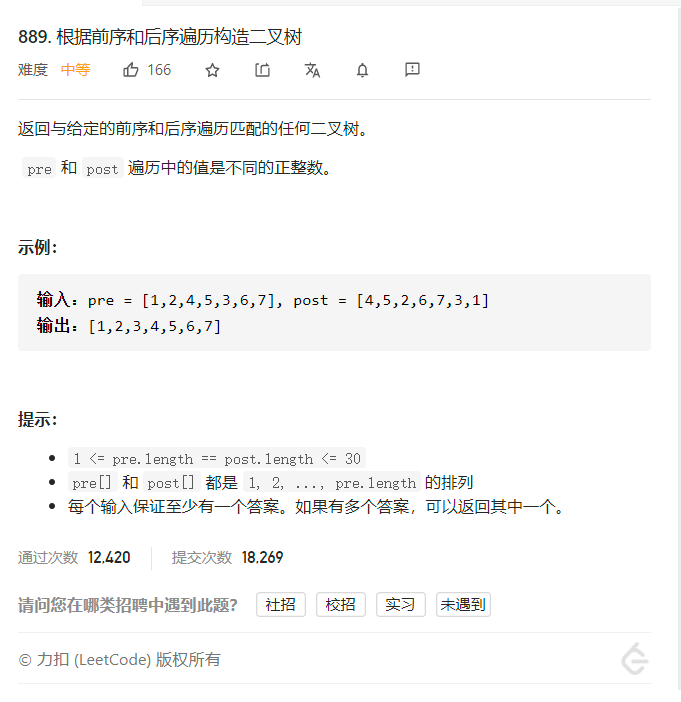 889. 根据前序和后序遍历构造二叉树
难度 中等 166
返回与给定的前序和后序遍历匹配的任何二叉树。
pre 和 post 遍历中的值是不同的正整数。
示例：
输入：pre = [1,2,4,5,3,6,7], post = [4,5,2,6,7,3,1]
输出：[1,2,3,4,5,6,7]
提示：
1 <= pre.length == post.length <= 30
pre[] 和 post[] 都是 1, 2, ..., pre.length 的排列
每个输入保证至少有一个答案。如果有多个答案，可以返回其中一个。
通过次数 12,420 提交次数 18,269
请问您在哪类招聘中遇到此题？ 社招 校招 实习 未遇到
© 力扣 (LeetCode) 版权所有